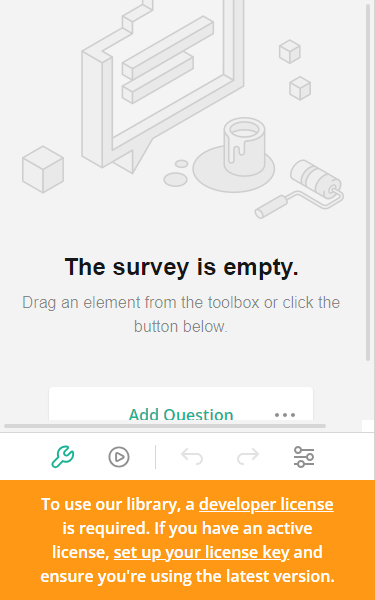 The survey is empty.
Drag an element from the toolbox or click the
button below.
Add Question
To use our library, a developer license
is required. If you have an active
license, set up your license key and
ensure you're using the latest version.